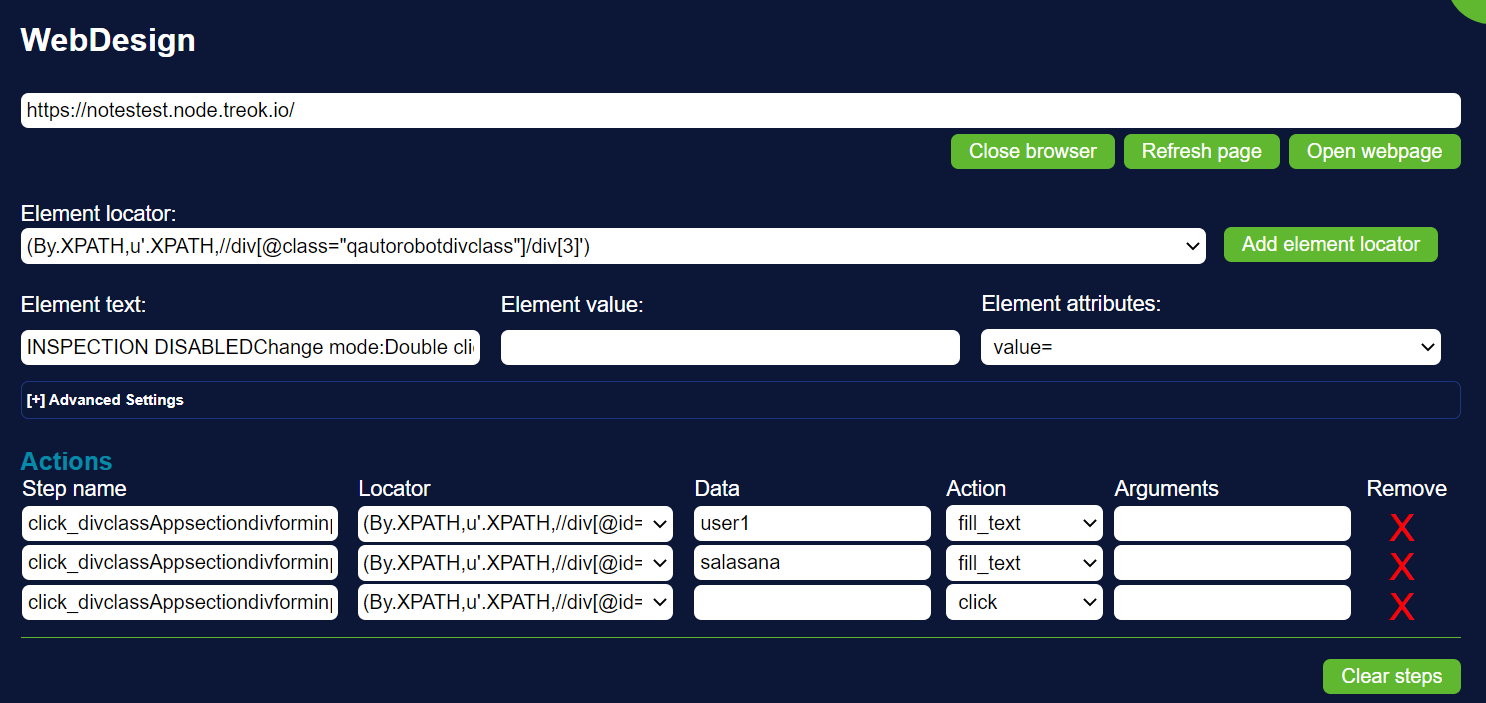 WebDesign
https://notestest.node.treok.io/
Close browser Refresh page Open webpage
Element locator:
(By.XPATH,u'.XPATH,//div[@class="qautorobotdivclass"]/div[3]') Add element locator
Element text: Element value: Element attributes:
INSPECTION DISABLEDChange mode:Double cli value=
[+] Advanced Settings
Actions
Step name Locator Data Action Arguments Remove
click_divclassAppsectiondivforminp (By.XPATH,u'.XPATH,//div[@id= user1 fill_text X
click_divclassAppsectiondivforminp (By.XPATH,u'.XPATH,//div[@id= salasana fill_text X
click_divclassAppsectiondivforminp (By.XPATH,u'.XPATH,//div[@id= click X
Clear steps